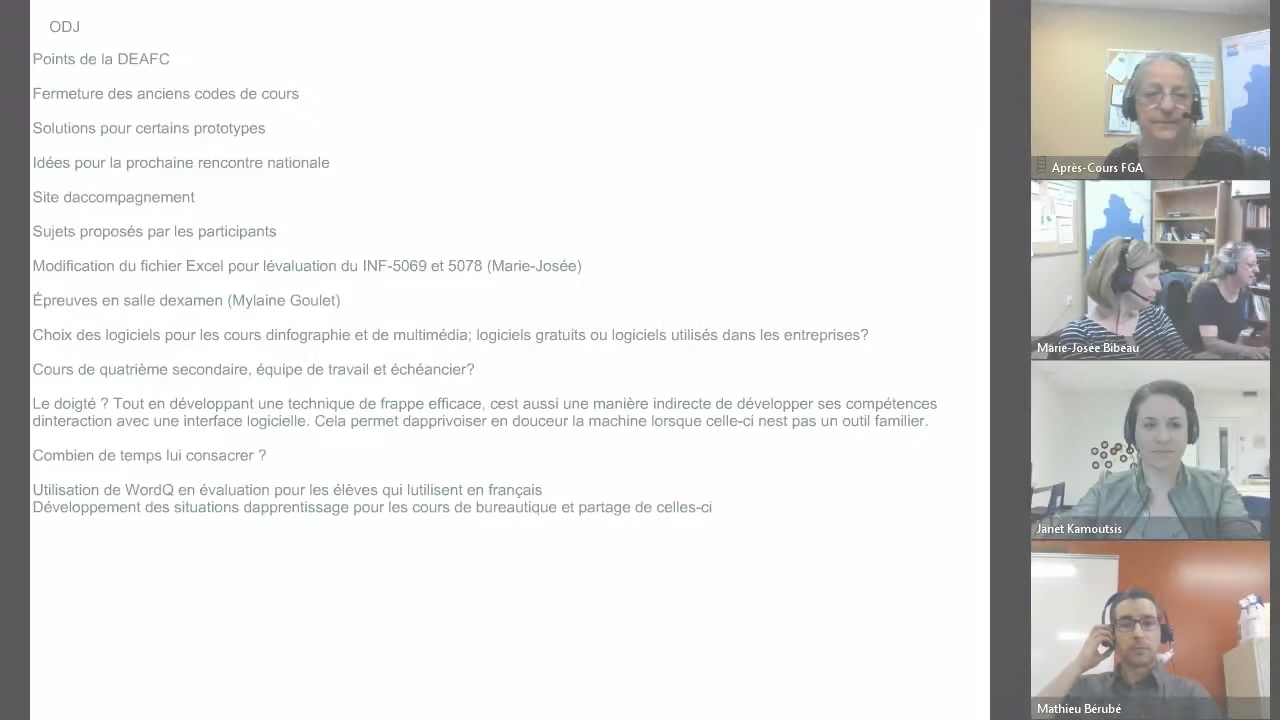 ODJ
Points de la DEAFC
Fermeture des anciens codes de cours
Solutions pour certains prototypes
Idées pour la prochaine rencontre nationale
Site daccompagnement
Sujets proposés par les participants
Modification du fichier Excel pour lévaluation du INF-5069 et 5078 (Marie-Josée)
Épreuves en salle dexamen (Mylaine Goulet)
Choix des logiciels pour les cours dinfographie et de multimédia; logiciels gratuits ou logiciels utilisés dans les entreprises?
Cours de quatrième secondaire, équipe de travail et échéancier?
Le doigté ? Tout en développant une technique de frappe efficace, cest aussi une manière indirecte de développer ses compétences
dinteraction avec une interface logicielle. Cela permet dapprivoiser en douceur la machine lorsque celle-ci nest pas un outil familier.
Combien de temps lui consacrer ?
Utilisation de WordQ en évaluation pour les élèves qui lutilisent en français
Développement des situations dapprentissage pour les cours de bureautique et partage de celles-ci
Après-Cours FGA
Marie-Josée Bibeau
Janet Kamoutsis
Mathieu Bérubé